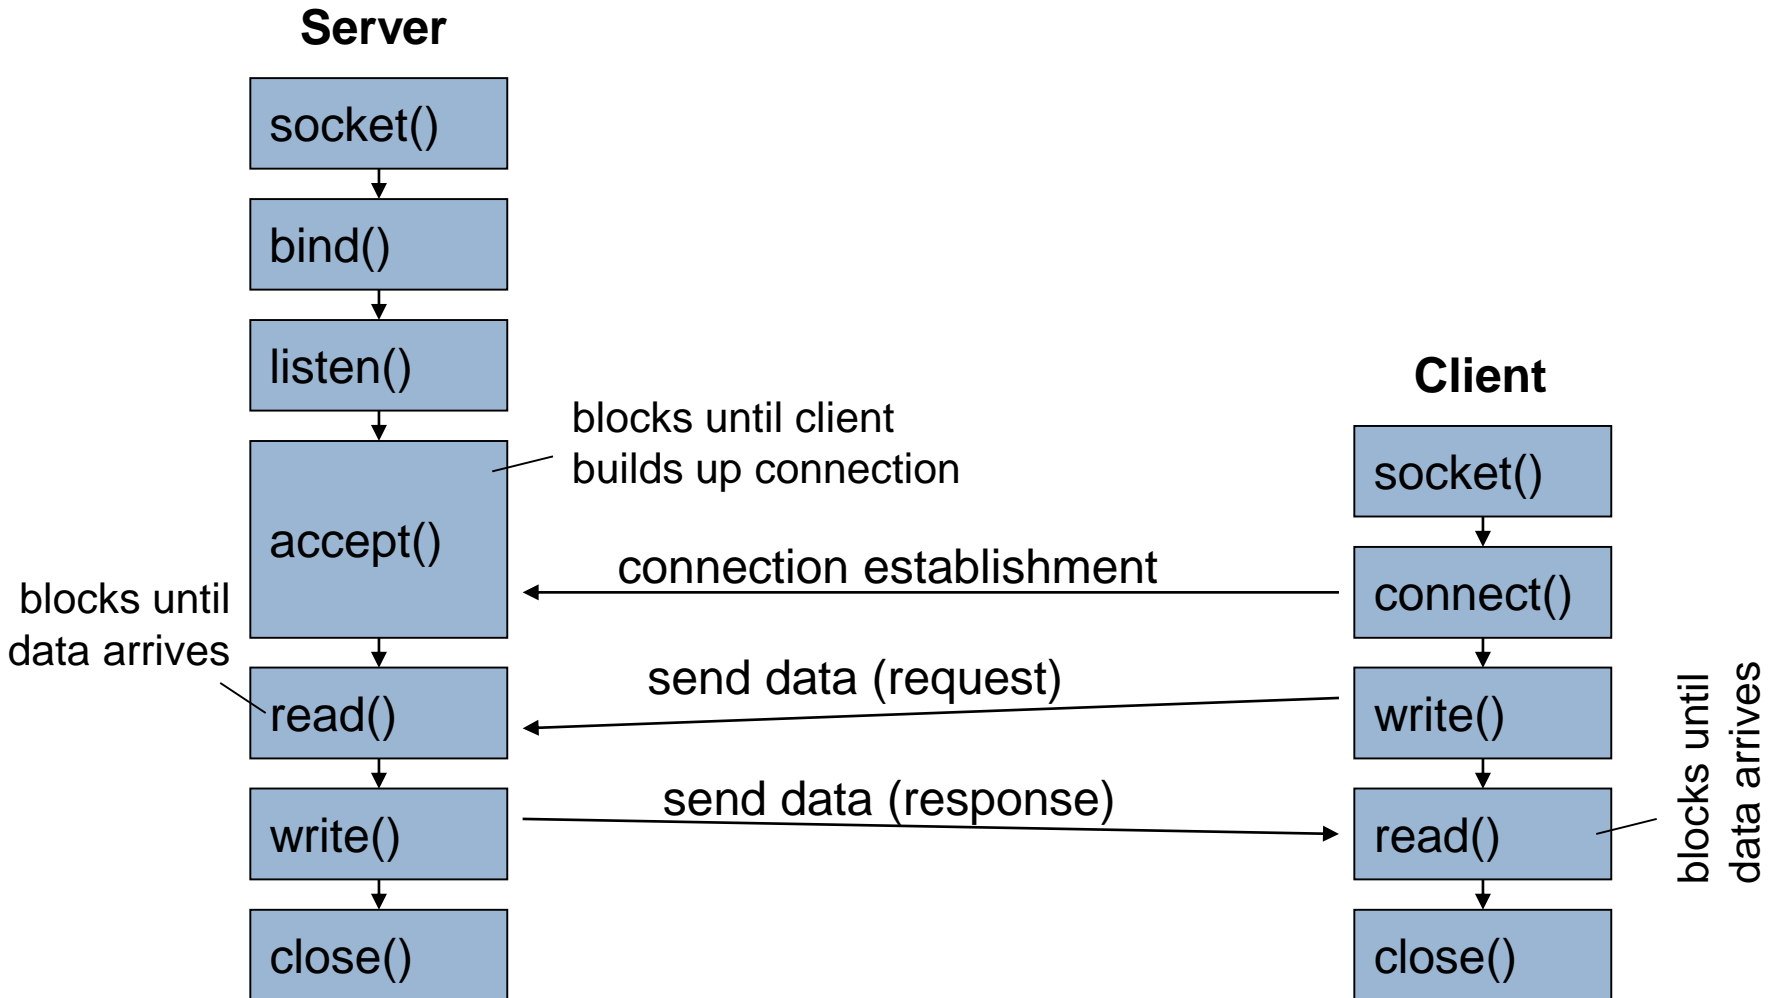 Server
socket()
bind()
listen()
accept()
blocks until client
builds up connection
blocks until
data arrives
read()
write()
close()
connection establishment
send data (request)
send data (response)
Client
socket()
connect()
write()
read()
close()
blocks until
data arrives